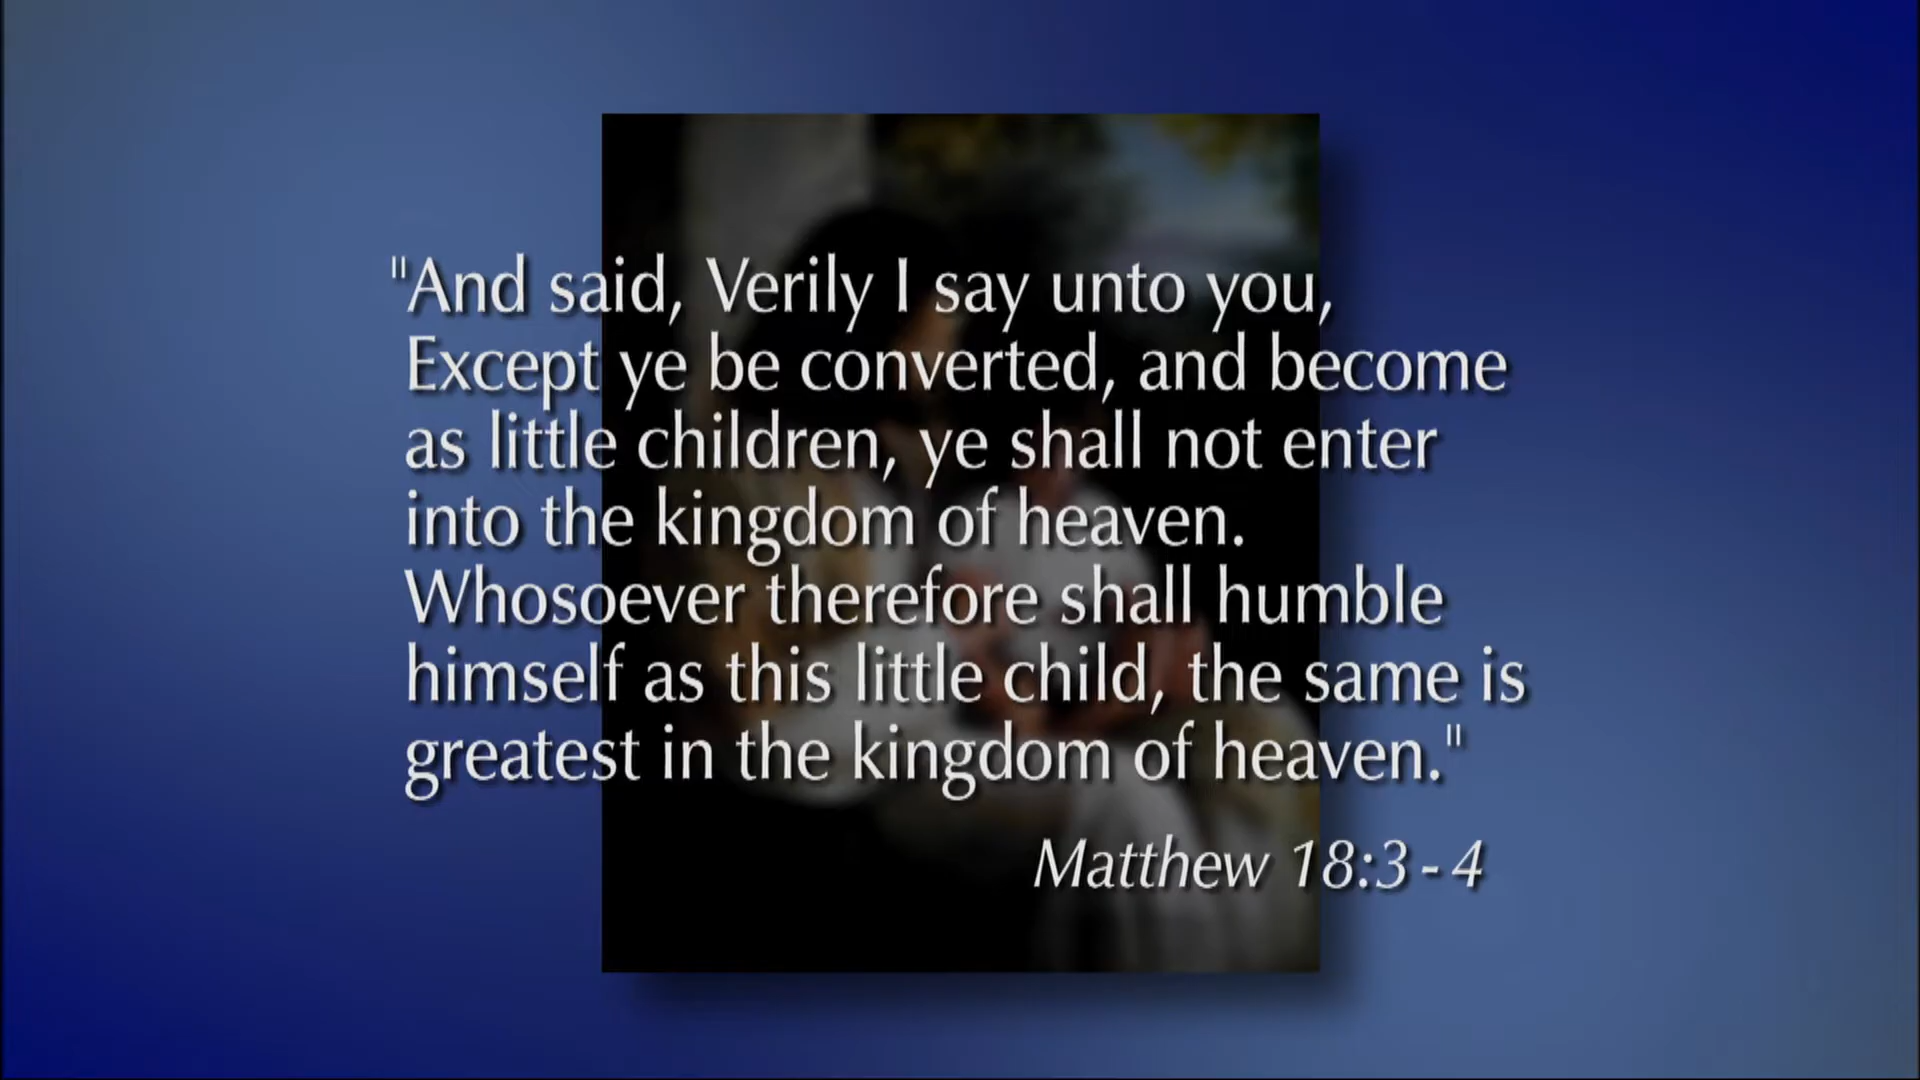 "And said, Verily I say unto you,
Except ye be converted, and become
as little children, ye shall not enter
into the kingdom of heaven.
Whosoever therefore shall humble
himself as this little child, the same is
greatest in the kingdom of heaven."
Matthew 18:3-4